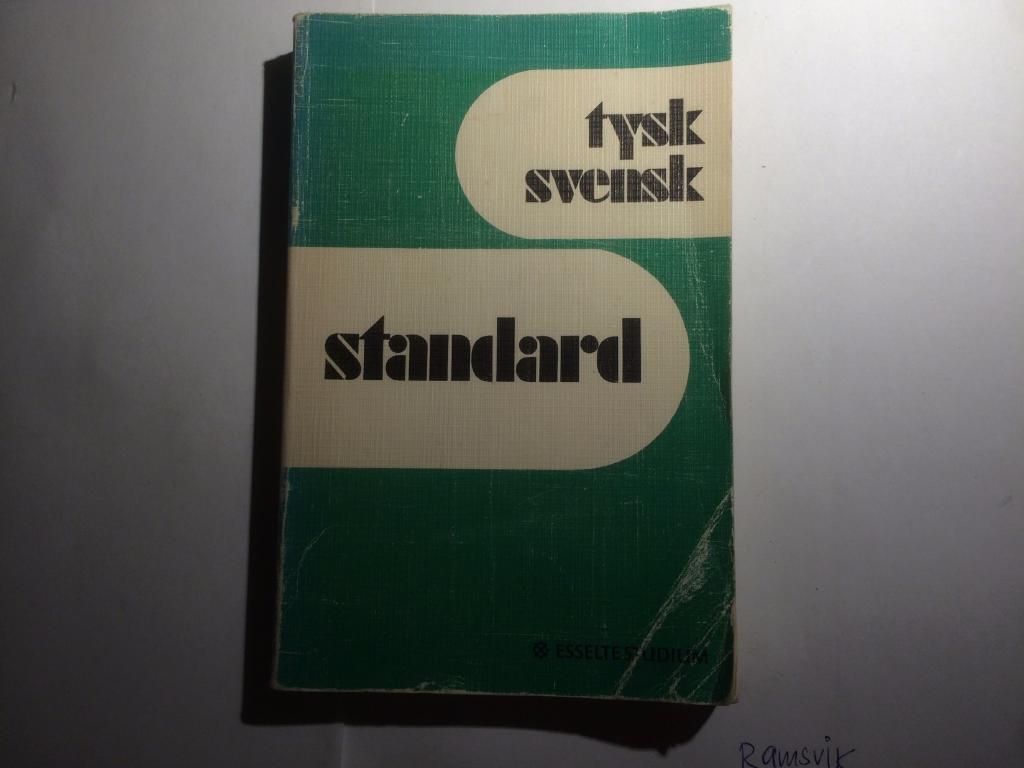 tysk
svensk
standard
ESSELTE STUDIUM
Ramsvik